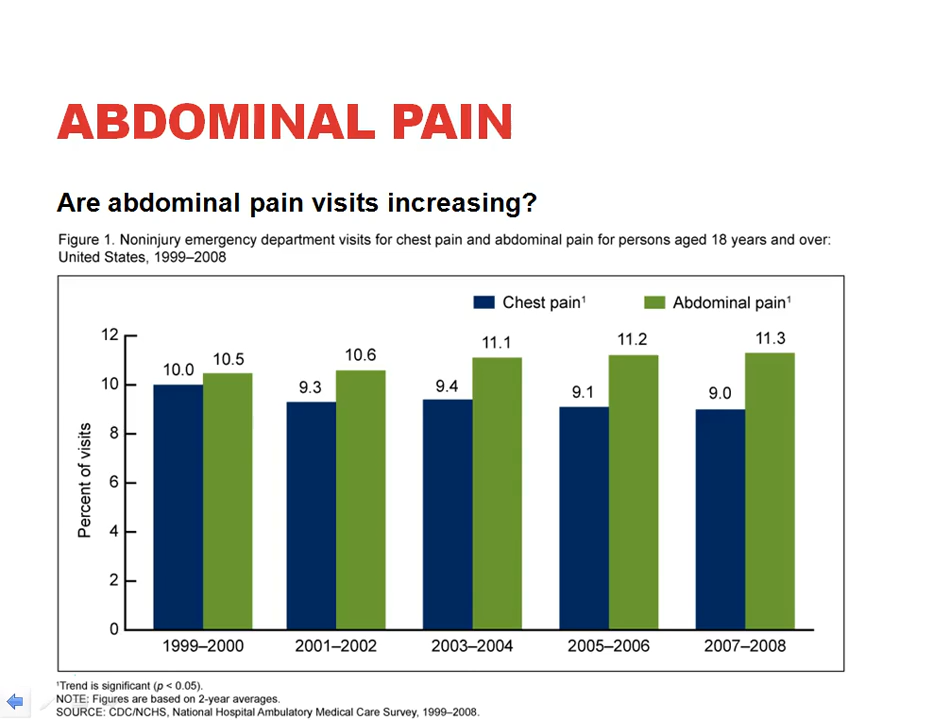 ABDOMINAL PAIN
Are abdominal pain visits increasing?
Figure 1. Noninjury emergency department visits for chest pain and abdominal pain for persons aged 18 years and over:
United States, 1999–2008
Chest pain¹ Abdominal pain¹
12
10
8
6
4
2
0
Percent of visits
10.0 10.5
9.3 10.6
9.4 11.1
9.1 11.2
9.0 11.3
1999–2000 2001–2002 2003–2004 2005–2006 2007–2008
¹Trend is significant (p < 0.05).
NOTE: Figures are based on 2-year averages.
SOURCE: CDC/NCHS, National Hospital Ambulatory Medical Care Survey, 1999–2008.